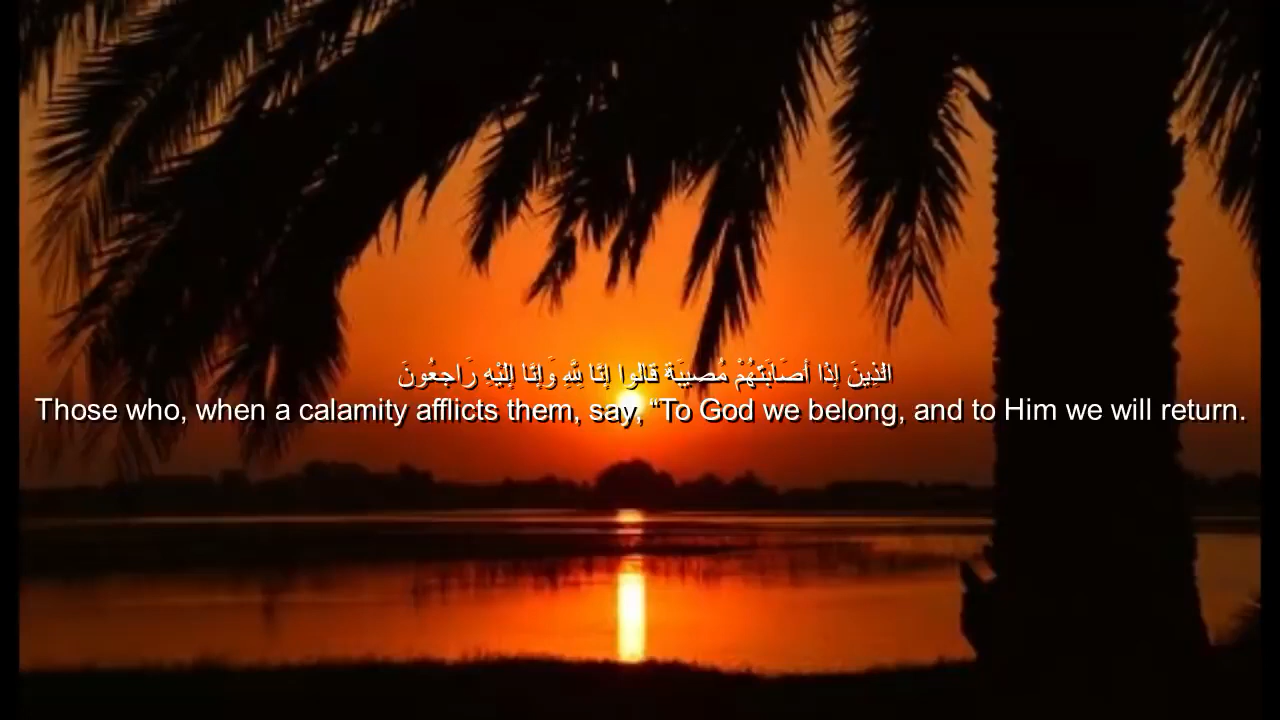 الَّذِينَ إِذَا أَصَابَتْهُمْ مُصِيبَةٌ قَالُوا إِنَّا لِلَّهِ وَإِنَّا إِلَيْهِ رَاجِعُونَ
Those who, when a calamity afflicts them, say, “To God we belong, and to Him we will return.